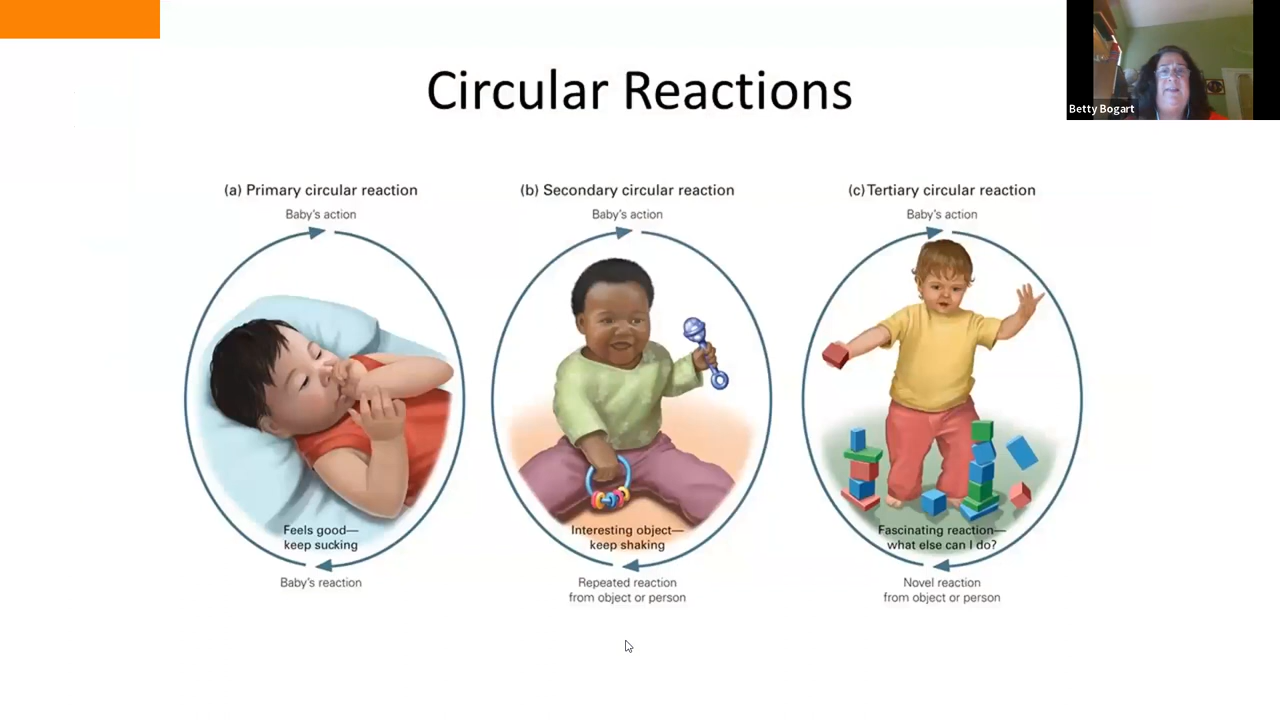 Circular Reactions
Betty Bogart
(a) Primary circular reaction
Baby's action
Feels good—
keep sucking
Baby's reaction
(b) Secondary circular reaction
Baby's action
Interesting object—
keep shaking
Repeated reaction
from object or person
(c) Tertiary circular reaction
Baby's action
Fascinating reaction—
what else can I do?
Novel reaction
from object or person